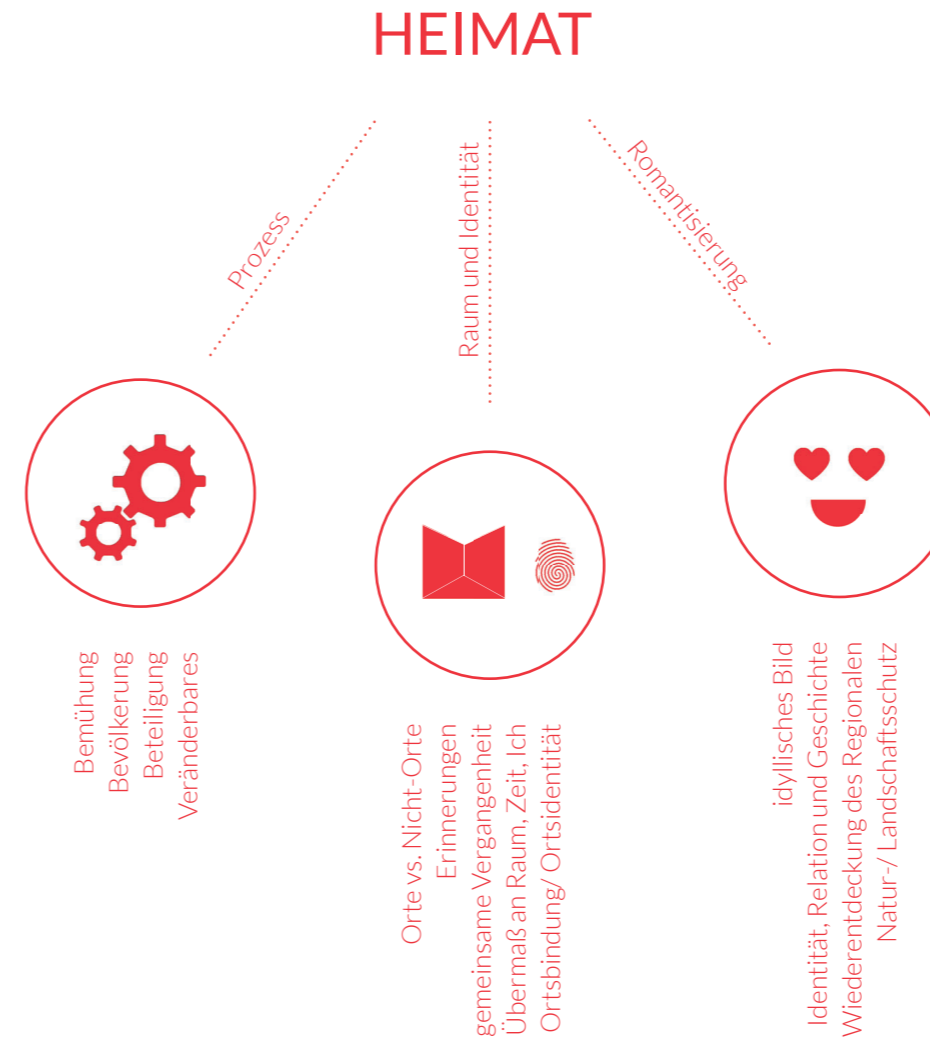 HEIMAT
Prozess
Raum und Identität
Romantisierung
Bemühung
Bevölkerung
Beteiligung
Veränderbares
Orte vs. Nicht-Orte
Erinnerungen
gemeinsame Vergangenheit
Übermaß an Raum, Zeit, Ich
Ortsbindung/ Ortsidentität
idyllisches Bild
Identität, Relation und Geschichte
Wiederentdeckung des Regionalen
Natur-/ Landschaftsschutz